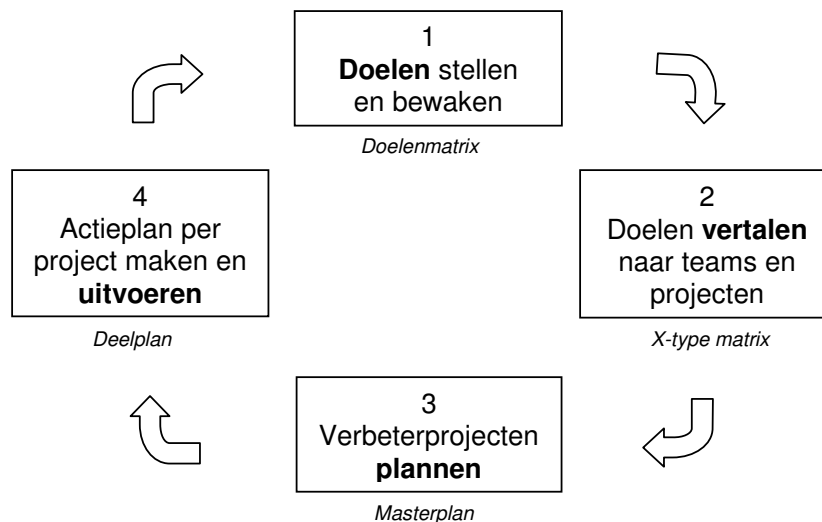 1
Doelen stellen
en bewaken
Doelenmatrix
2
Doelen vertalen
naar teams en
projecten
X-type matrix
3
Verbeterprojecten
plannen
Masterplan
4
Actieplan per
project maken en
uitvoeren
Deelplan